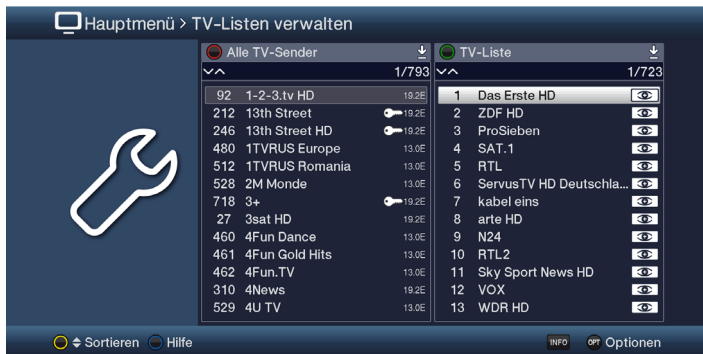 Hauptmenü > TV-Listen verwalten
Alle TV-Sender
1/793
92 1-2-3.tv HD 19.2E
212 13th Street 19.2E
246 13th Street HD 19.2E
480 1TVRUS Europe 13.0E
512 1TVRUS Romania 13.0E
528 2M Monde 13.0E
718 3+ 19.2E
27 3sat HD 19.2E
460 4Fun Dance 13.0E
461 4Fun Gold Hits 13.0E
462 4Fun.TV 13.0E
310 4News 19.2E
529 4U TV 13.0E
TV-Liste
1/723
1 Das Erste HD
2 ZDF HD
3 ProSieben
4 SAT.1
5 RTL
6 ServusTV HD Deutschla...
7 kabel eins
8 arte HD
9 N24
10 RTL2
11 Sky Sport News HD
12 VOX
13 WDR HD
Sortieren Hilfe INFO OPT Optionen